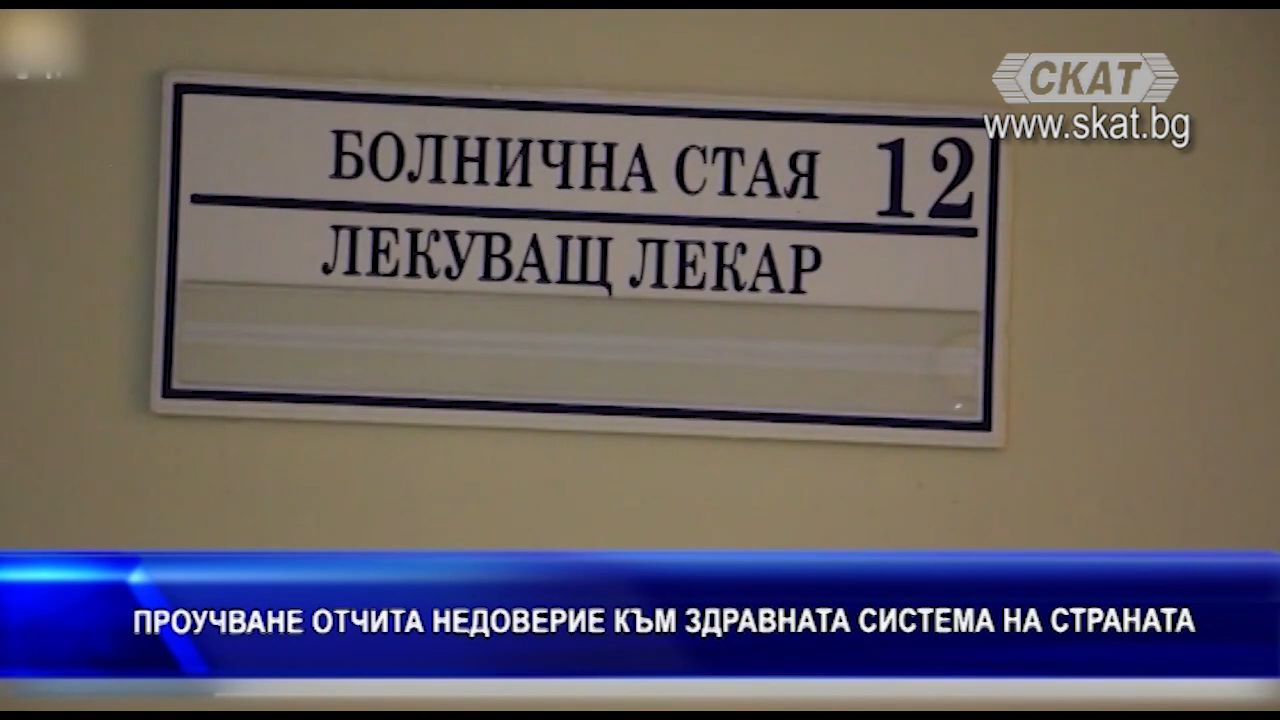 СКАТ
www.skat.bg
БОЛНИЧНА СТАЯ 12
ЛЕКУВАЩ ЛЕКАР
ПРОУЧВАНЕ ОТЧИТА НЕДОВЕРИЕ КЪМ ЗДРАВНАТА СИСТЕМА НА СТРАНАТА